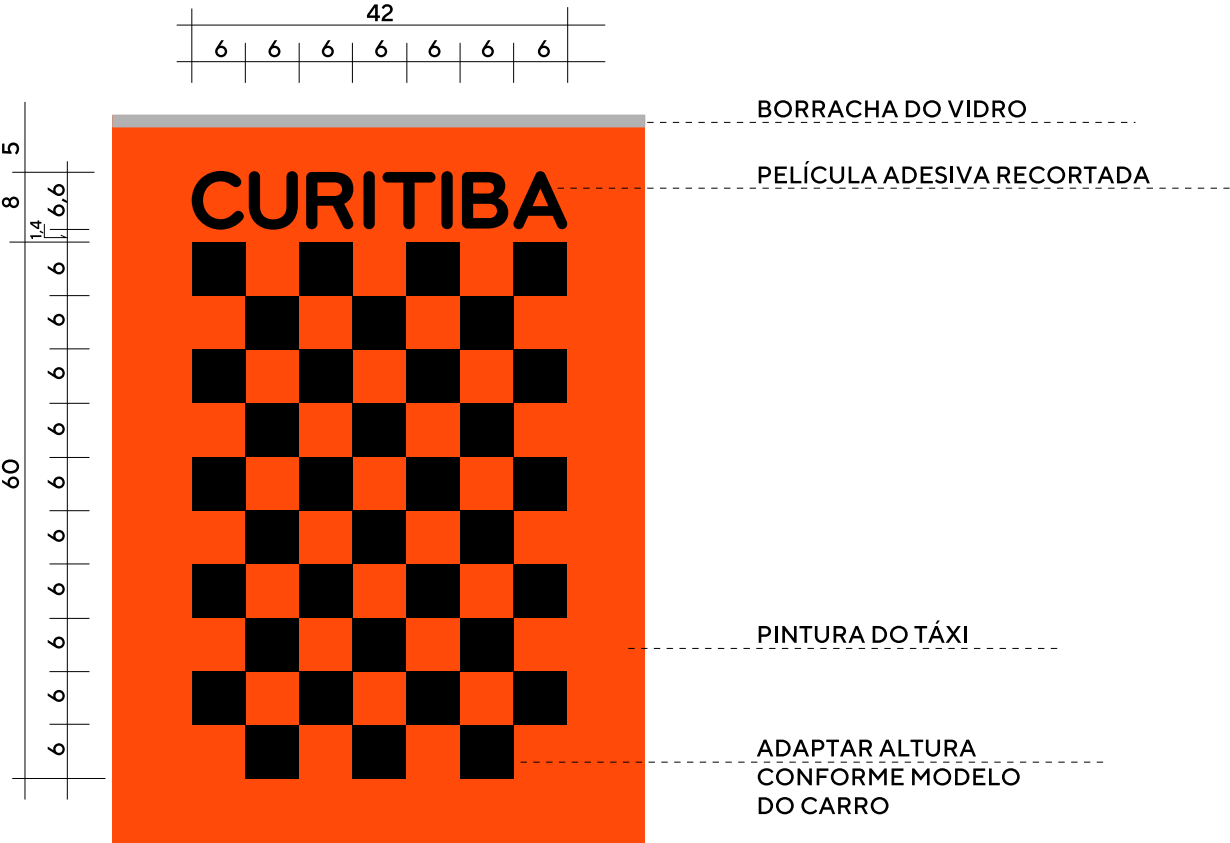 42
6 6 6 6 6 6 6
BORRACHA DO VIDRO
5
PELÍCULA ADESIVA RECORTADA
CURITIBA
8
6,6
1,4
6
6
6
6
60
6
6
6
6
PINTURA DO TÁXI
6
6
ADAPTAR ALTURA
CONFORME MODELO
DO CARRO